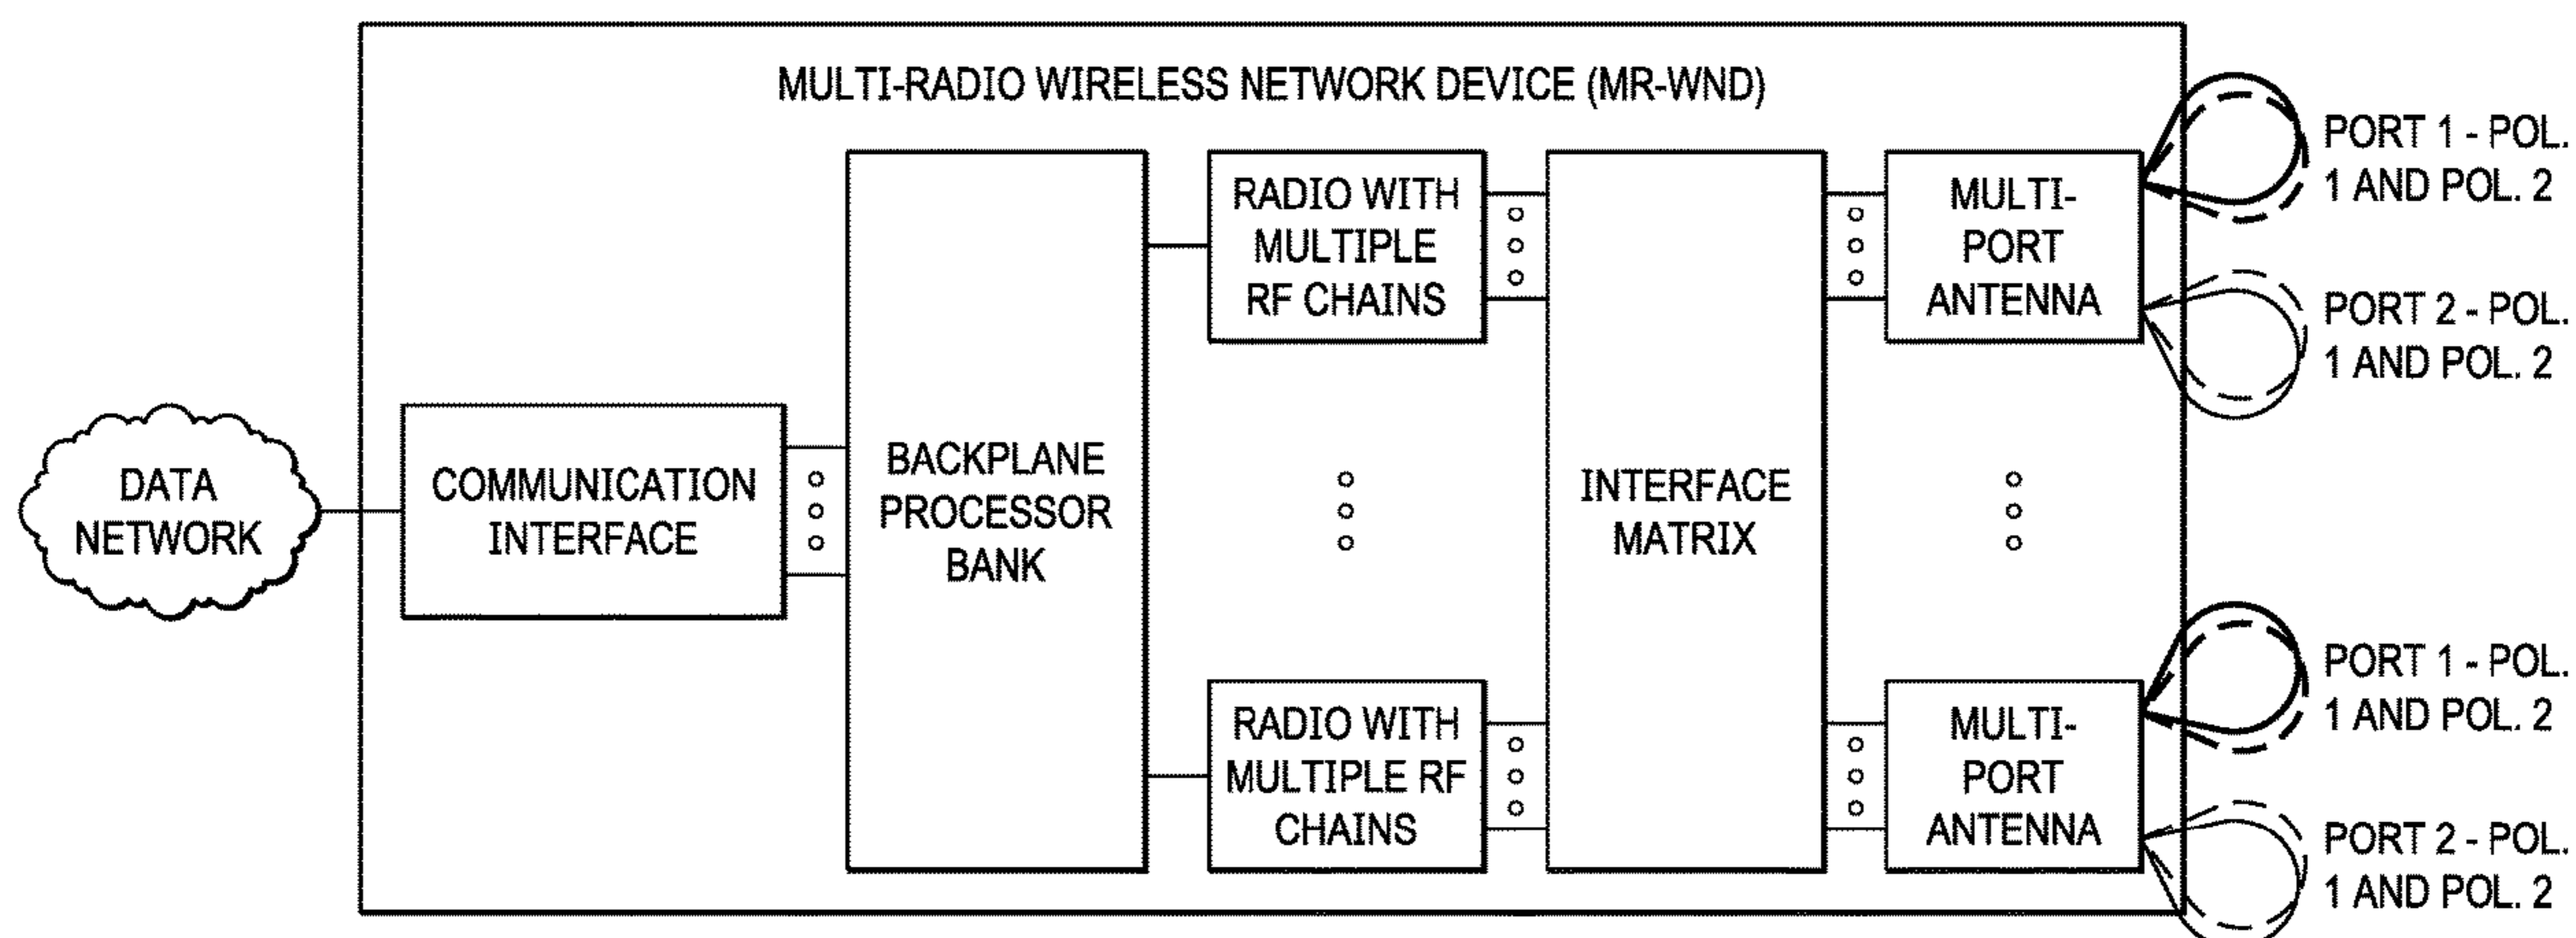 MULTI-RADIO WIRELESS NETWORK DEVICE (MR-WND)
DATA
NETWORK
COMMUNICATION
INTERFACE
BACKPLANE
PROCESSOR
BANK
RADIO WITH
MULTIPLE
RF CHAINS
RADIO WITH
MULTIPLE RF
CHAINS
INTERFACE
MATRIX
MULTI-
PORT
ANTENNA
MULTI-
PORT
ANTENNA
PORT 1 - POL.
1 AND POL. 2
PORT 2 - POL.
1 AND POL. 2
PORT 1 - POL.
1 AND POL. 2
PORT 2 - POL.
1 AND POL. 2